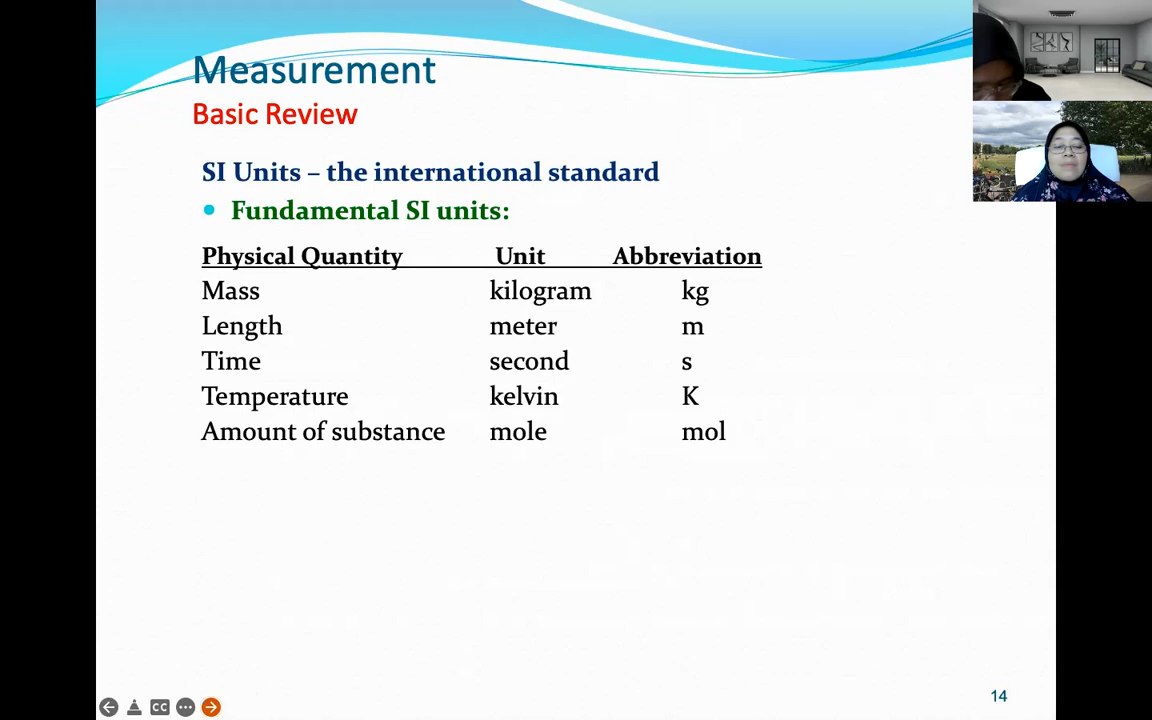 Measurement
Basic Review
SI Units – the international standard
• Fundamental SI units:
Physical Quantity Unit Abbreviation
Mass kilogram kg
Length meter m
Time second s
Temperature kelvin K
Amount of substance mole mol
CC
14